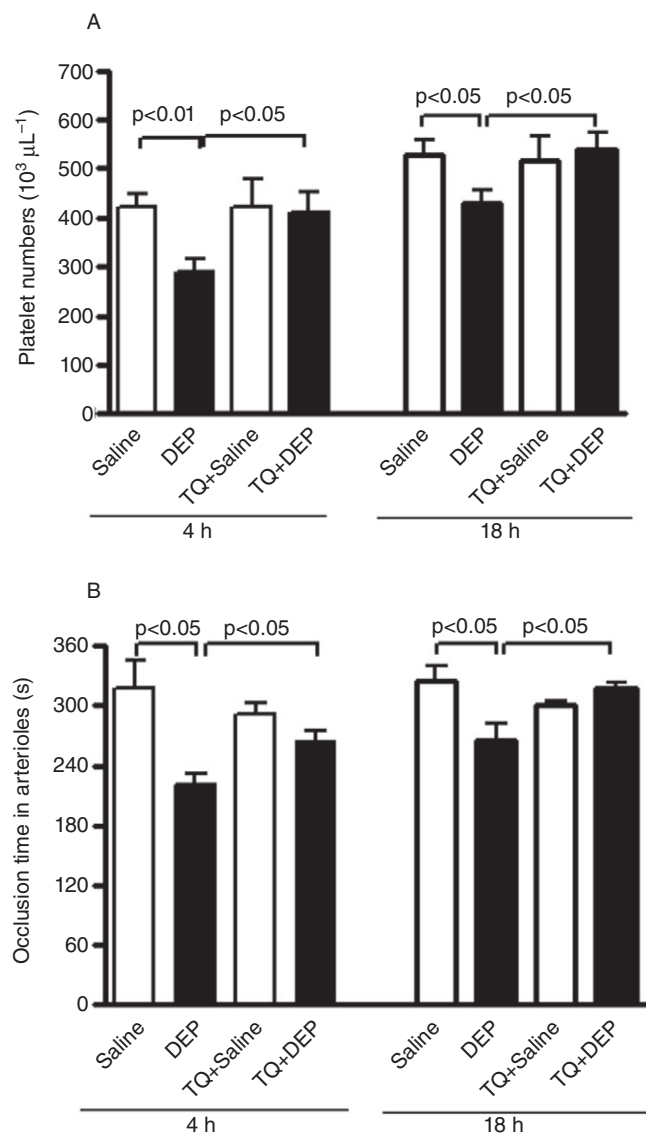 A
Platelet numbers (10³ µL⁻¹)
700
600
500
400
300
200
100
0
p<0.01
p<0.05
p<0.05
p<0.05
Saline
DEP
TQ+Saline
TQ+DEP
Saline
DEP
TQ+Saline
TQ+DEP
4 h
18 h
B
Occlusion time in arterioles (s)
360
300
240
180
120
60
0
p<0.05
p<0.05
p<0.05
p<0.05
Saline
DEP
TQ+Saline
TQ+DEP
Saline
DEP
TQ+Saline
TQ+DEP
4 h
18 h